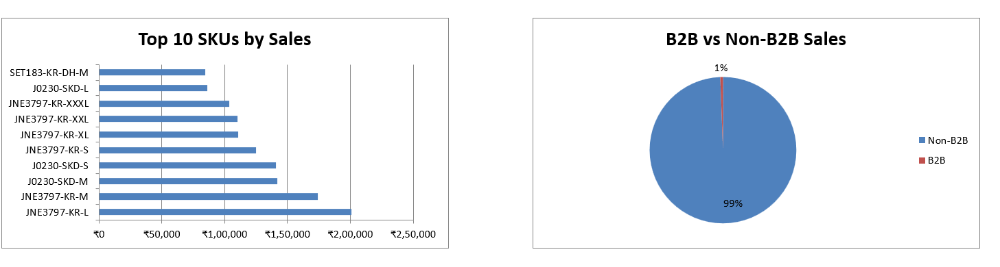 Top 10 SKUs by Sales
SET183-KR-DH-M
J0230-SKD-L
JNE3797-KR-XXXL
JNE3797-KR-XXL
JNE3797-KR-XL
JNE3797-KR-S
J0230-SKD-S
J0230-SKD-M
JNE3797-KR-M
JNE3797-KR-L
₹0 ₹50,000 ₹1,00,000 ₹1,50,000 ₹2,00,000 ₹2,50,000
B2B vs Non-B2B Sales
1%
99%
Non-B2B
B2B